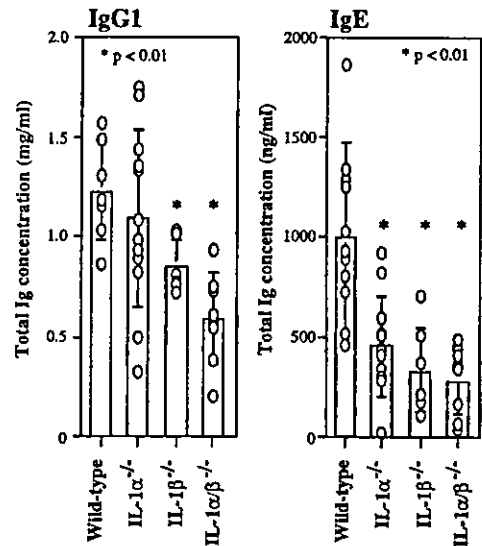 IgG1
* p < 0.01
Total Ig concentration (mg/ml)
2.0
1.5
1.0
0.5
0
* *
Wild-type
IL-1α-/-
IL-1β-/-
IL-1α/β-/-
IgE
* p < 0.01
Total Ig concentration (ng/ml)
2000
1500
1000
500
0
* * *
Wild-type
IL-1α-/-
IL-1β-/-
IL-1α/β-/-